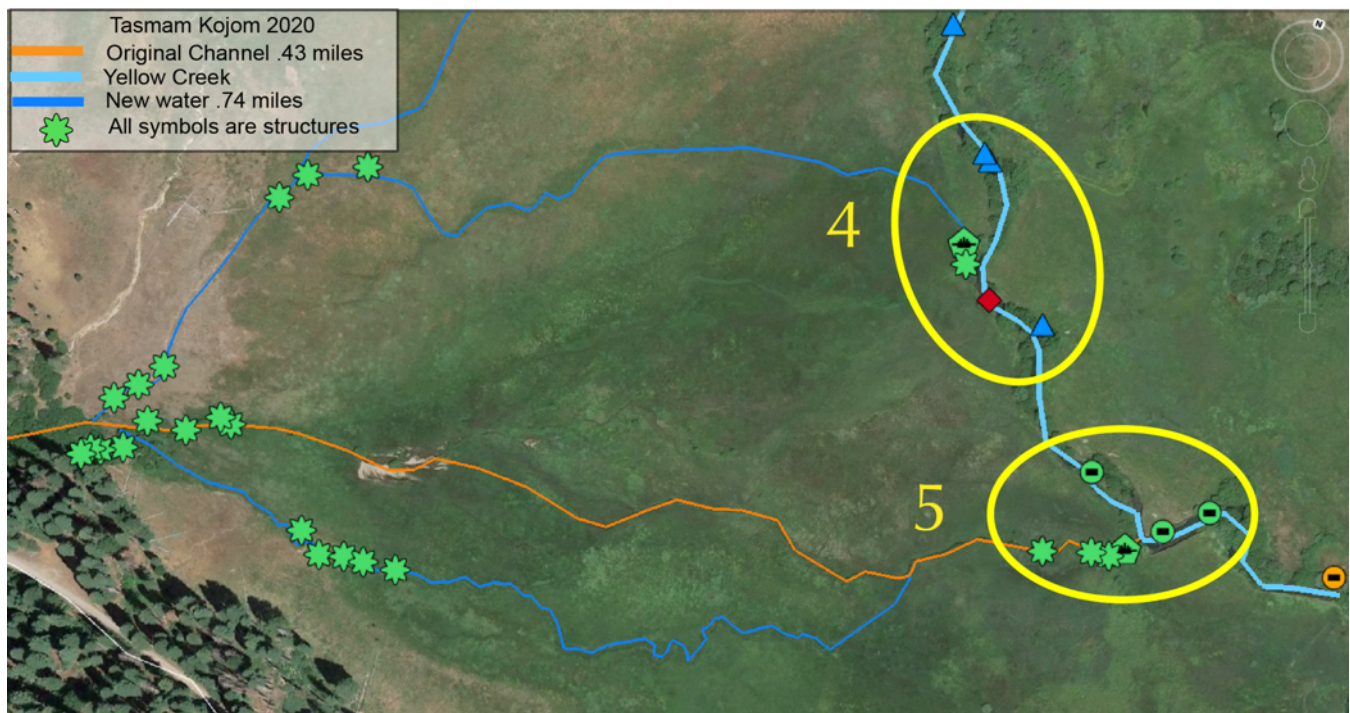 Tasmam Kojom 2020
Original Channel .43 miles
Yellow Creek
New water .74 miles
All symbols are structures
N
4
5